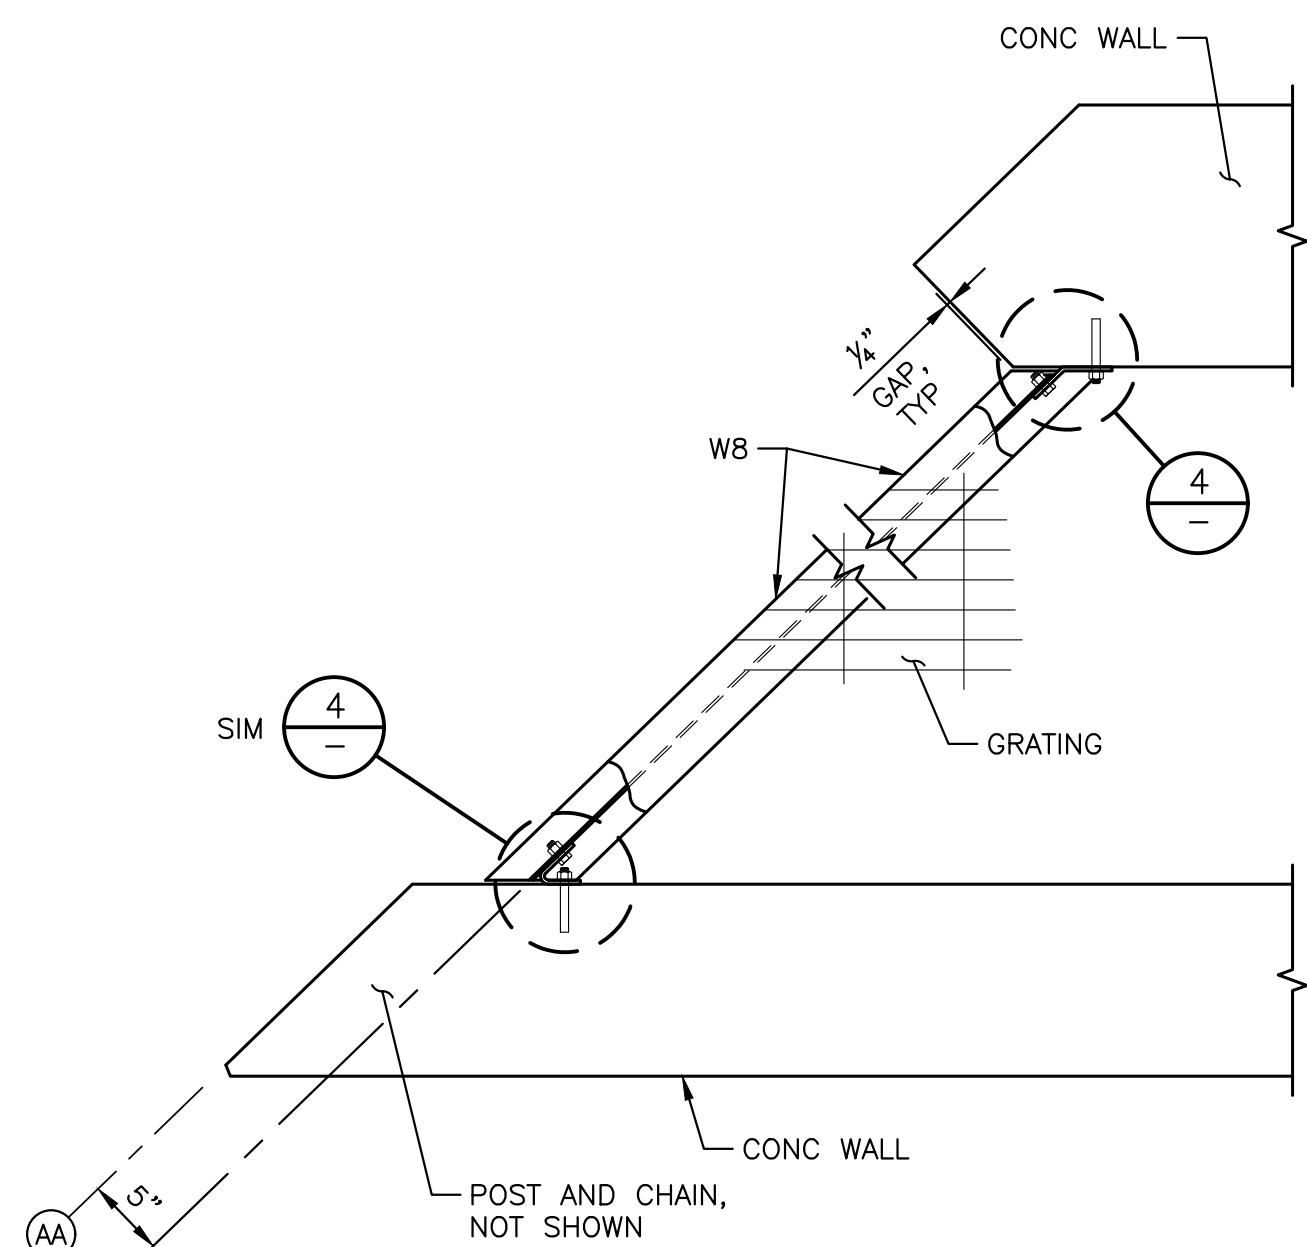 CONC WALL
¼"
GAP,
TYP
W8
4
–
SIM
4
–
GRATING
CONC WALL
POST AND CHAIN,
NOT SHOWN
5"
AA